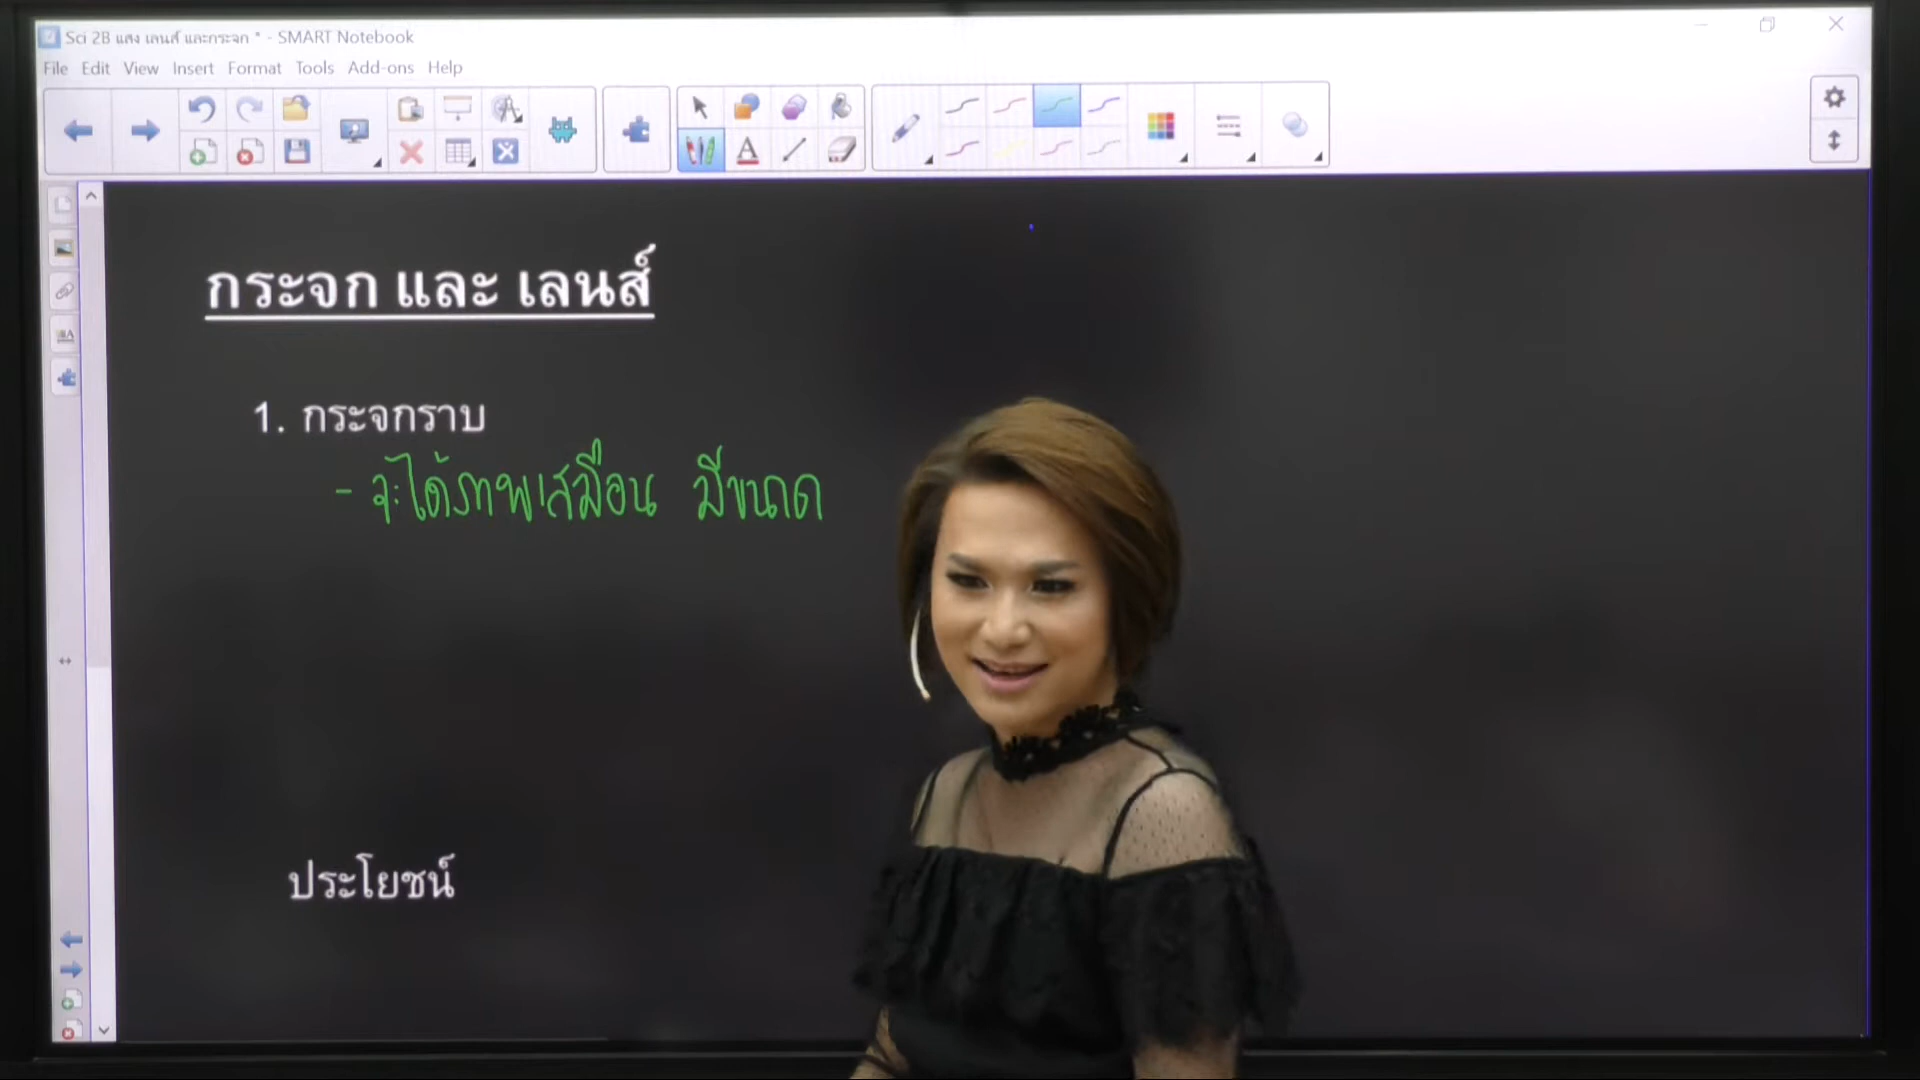 Sci 2B แสง เลนส์ และกระจก * - SMART Notebook
File Edit View Insert Format Tools Add-ons Help
กระจก และ เลนส์
1. กระจกราบ
- จะได้ภาพเสมือน มีขนาด
ประโยชน์